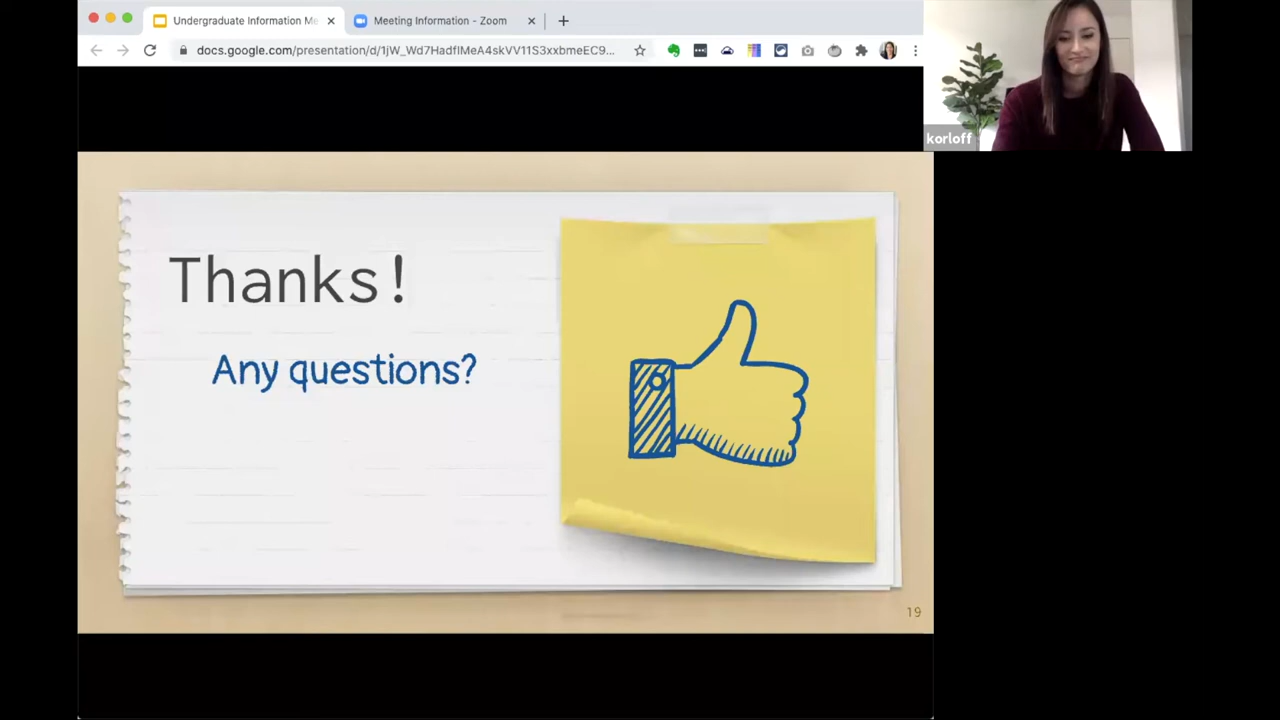 Undergraduate Information Me
Meeting Information - Zoom
docs.google.com/presentation/d/1jW_Wd7HadfIMeA4skVV11S3xxbmeEC9...
korloff
Thanks!
Any questions?
19